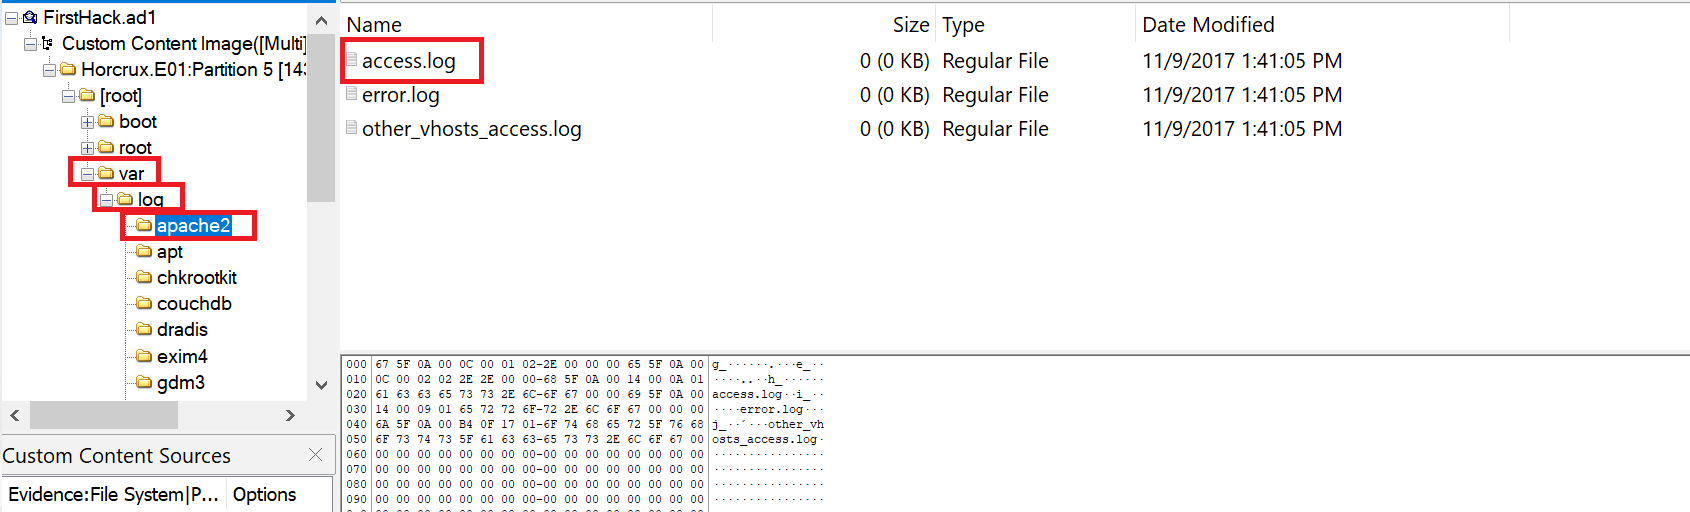 FirstHack.ad1
Custom Content Image([Multi]
Horcrux.E01:Partition 5 [143
[root]
boot
root
var
log
apache2
apt
chkrootkit
couchdb
dradis
exim4
gdm3
Custom Content Sources
Evidence:File System|P... Options
Name Size Type Date Modified
access.log 0 (0 KB) Regular File 11/9/2017 1:41:05 PM
error.log 0 (0 KB) Regular File 11/9/2017 1:41:05 PM
other_vhosts_access.log 0 (0 KB) Regular File 11/9/2017 1:41:05 PM
000 67 5F 0A 00 0C 00 01 02-2E 00 00 00 65 5F 0A 00 g_·······.···e_··
010 0C 00 02 02 2E 2E 00 00-68 5F 0A 00 14 00 0A 01 ····..··h_······
020 61 63 63 65 73 73 2E 6C-6F 67 00 00 69 5F 0A 00 access.log··i_··
030 14 00 09 01 65 72 72 6F-72 2E 6C 6F 67 00 00 00 ····error.log···
040 6A 5F 0A 00 B4 0F 17 01-6F 74 68 65 72 5F 76 68 j_··´···other_vh
050 6F 73 74 73 5F 61 63 63-65 73 73 2E 6C 6F 67 00 osts_access.log·
060 00 00 00 00 00 00 00 00-00 00 00 00 00 00 00 00 ················
070 00 00 00 00 00 00 00 00-00 00 00 00 00 00 00 00 ················
080 00 00 00 00 00 00 00 00-00 00 00 00 00 00 00 00 ················
090 00 00 00 00 00 00 00 00-00 00 00 00 00 00 00 00 ················